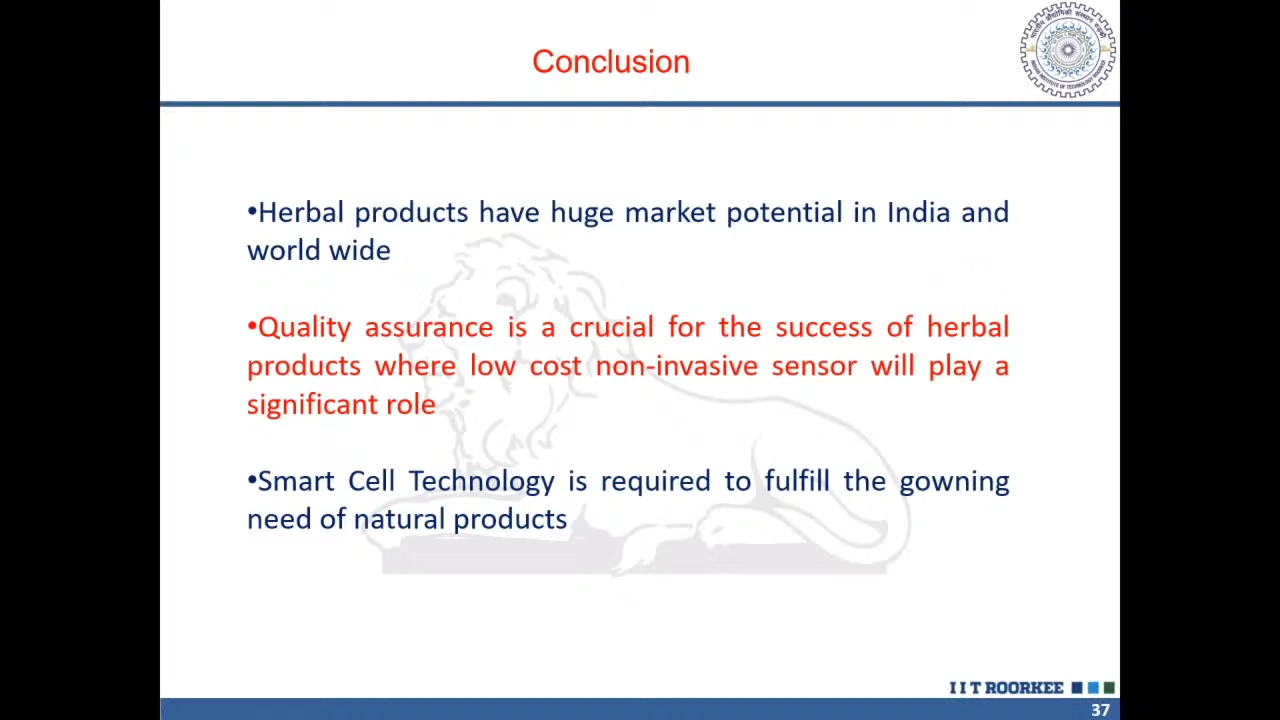 Conclusion
•Herbal products have huge market potential in India and
world wide
•Quality assurance is a crucial for the success of herbal
products where low cost non-invasive sensor will play a
significant role
•Smart Cell Technology is required to fulfill the gowning
need of natural products
IIT ROORKEE
37